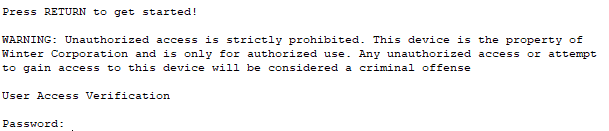 Press RETURN to get started!
WARNING: Unauthorized access is strictly prohibited. This device is the property of
Winter Corporation and is only for authorized use. Any unauthorized access or attempt
to gain access to this device will be considered a criminal offense
User Access Verification
Password: